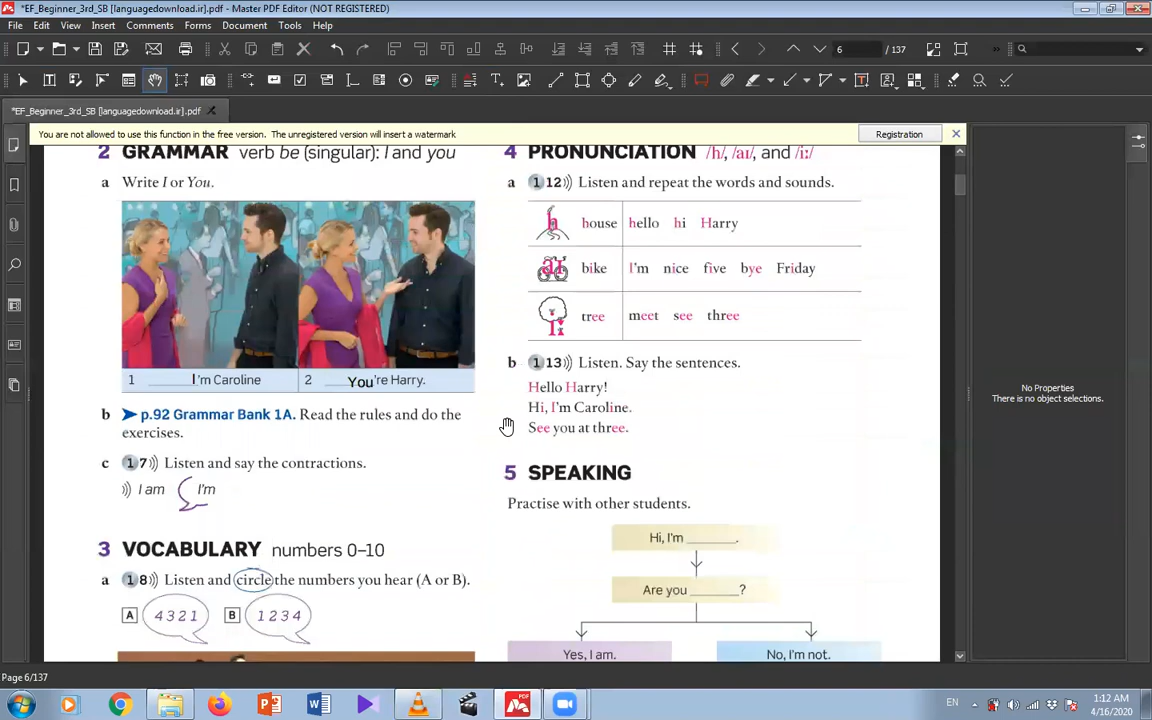 *EF_Beginner_3rd_SB [languagedownload.ir].pdf - Master PDF Editor (NOT REGISTERED)
File Edit View Insert Comments Forms Document Tools Help
6 / 137
*EF_Beginner_3rd_SB [languagedownload.ir].pdf
You are not allowed to use this function in the free version. The unregistered version will insert a watermark
Registration
2 GRAMMAR verb be (singular): I and you
a Write I or You.
1 I'm Caroline
2 You're Harry.
b p.92 Grammar Bank 1A. Read the rules and do the
exercises.
c 1 7 Listen and say the contractions.
I am I'm
3 VOCABULARY numbers 0–10
a 1 8 Listen and circle the numbers you hear (A or B).
A 4 3 2 1 B 1 2 3 4
4 PRONUNCIATION /h/, /aɪ/, and /iː/
a 1 12 Listen and repeat the words and sounds.
h house hello hi Harry
aɪ bike I'm nice five bye Friday
iː tree meet see three
b 1 13 Listen. Say the sentences.
Hello Harry!
Hi, I'm Caroline.
See you at three.
5 SPEAKING
Practise with other students.
Hi, I'm ______.
Are you ______?
Yes, I am. No, I'm not.
No Properties
There is no object selected.
Page 6/137
EN
1:12 AM
4/16/2020